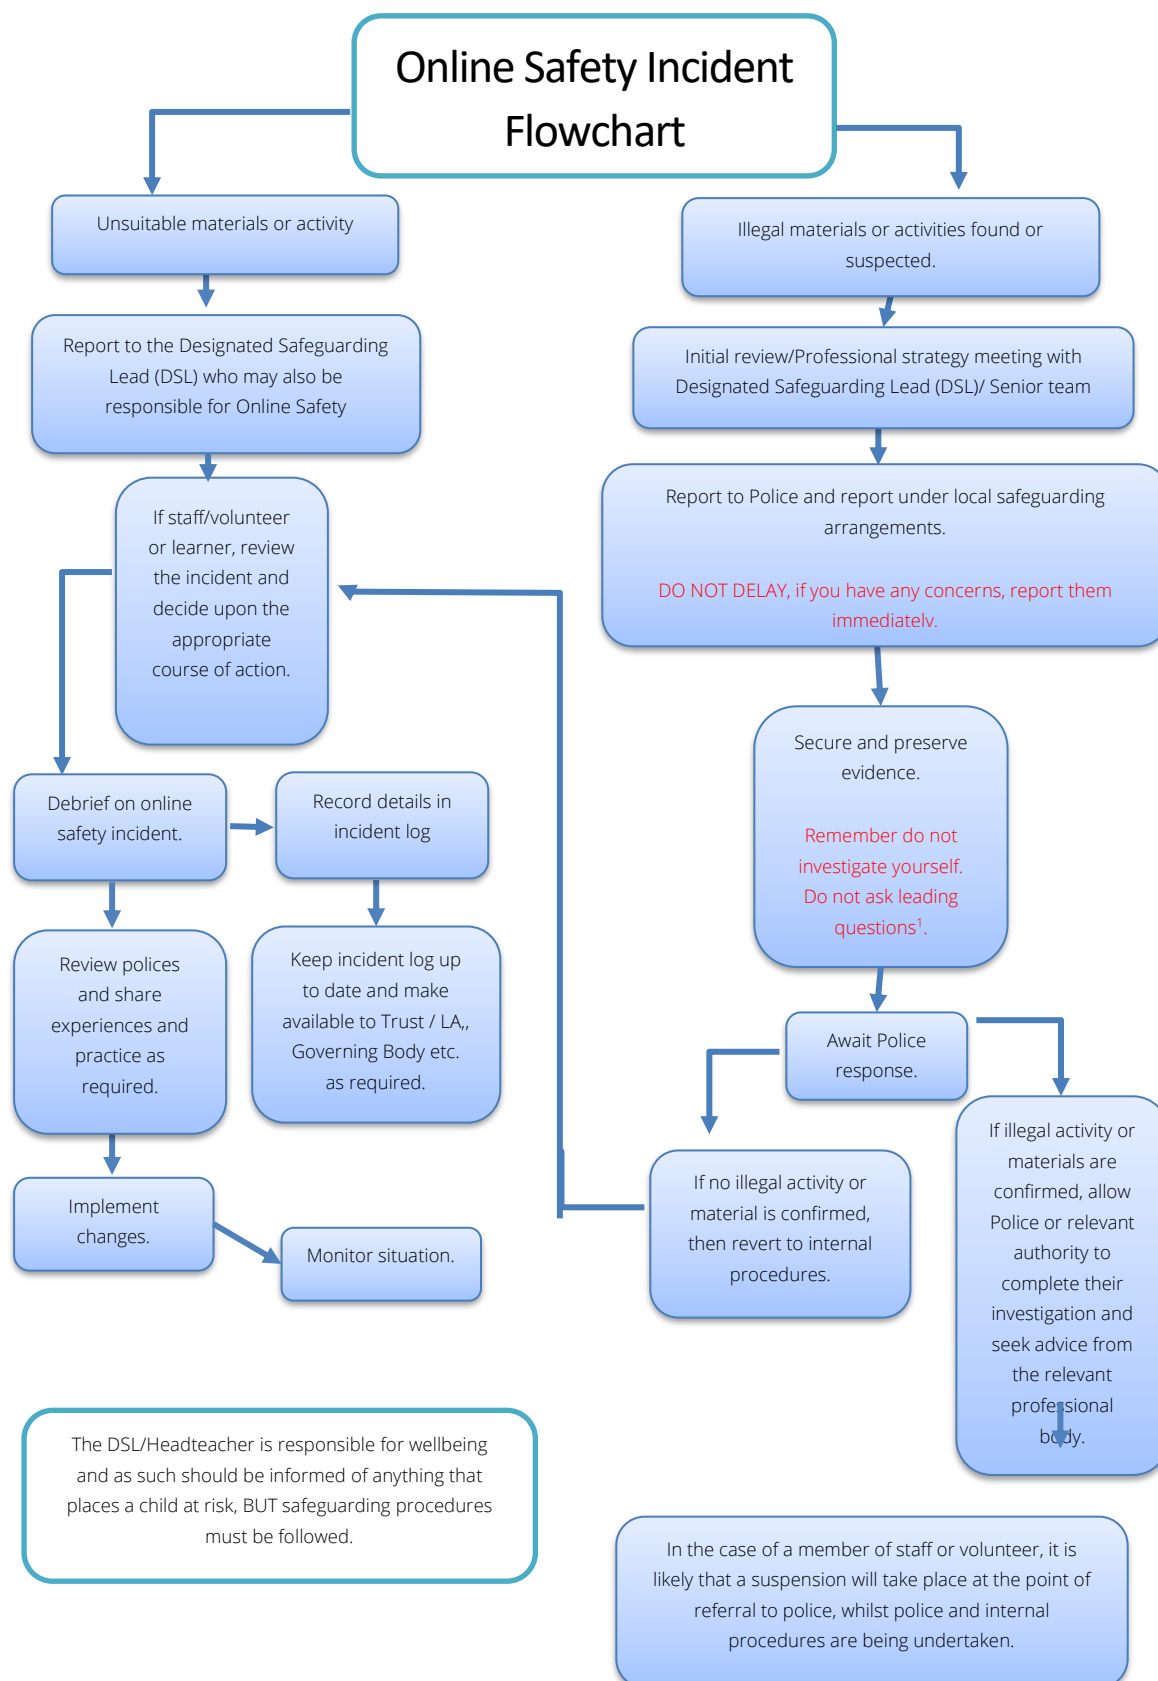 Online Safety Incident
Flowchart
Unsuitable materials or activity
Report to the Designated Safeguarding
Lead (DSL) who may also be
responsible for Online Safety
If staff/volunteer
or learner, review
the incident and
decide upon the
appropriate
course of action.
Debrief on online
safety incident.
Record details in
incident log
Review polices
and share
experiences and
practice as
required.
Keep incident log up
to date and make
available to Trust / LA,,
Governing Body etc.
as required.
Implement
changes.
Monitor situation.
Illegal materials or activities found or
suspected.
Initial review/Professional strategy meeting with
Designated Safeguarding Lead (DSL)/ Senior team
Report to Police and report under local safeguarding
arrangements.
DO NOT DELAY, if you have any concerns, report them
immediately.
Secure and preserve
evidence.
Remember do not
investigate yourself.
Do not ask leading
questions¹.
Await Police
response.
If no illegal activity or
material is confirmed,
then revert to internal
procedures.
If illegal activity or
materials are
confirmed, allow
Police or relevant
authority to
complete their
investigation and
seek advice from
the relevant
professional
body.
The DSL/Headteacher is responsible for wellbeing
and as such should be informed of anything that
places a child at risk, BUT safeguarding procedures
must be followed.
In the case of a member of staff or volunteer, it is
likely that a suspension will take place at the point of
referral to police, whilst police and internal
procedures are being undertaken.